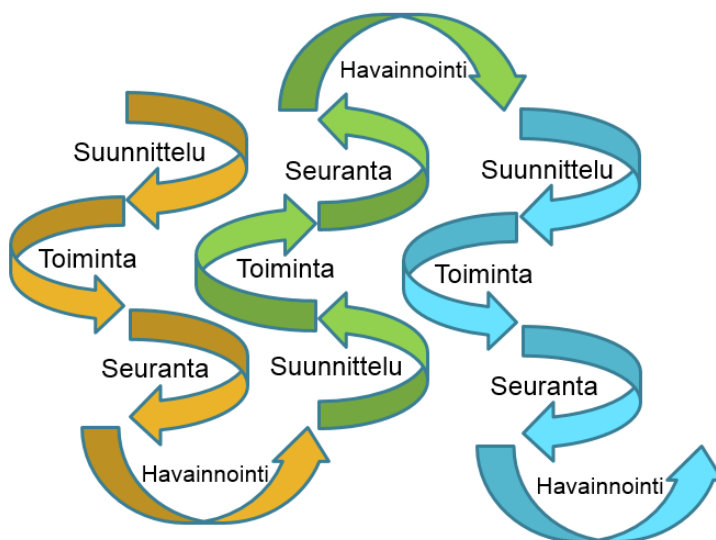 Suunnittelu
Toiminta
Seuranta
Havainnointi
Suunnittelu
Toiminta
Seuranta
Havainnointi
Suunnittelu
Toiminta
Seuranta
Havainnointi